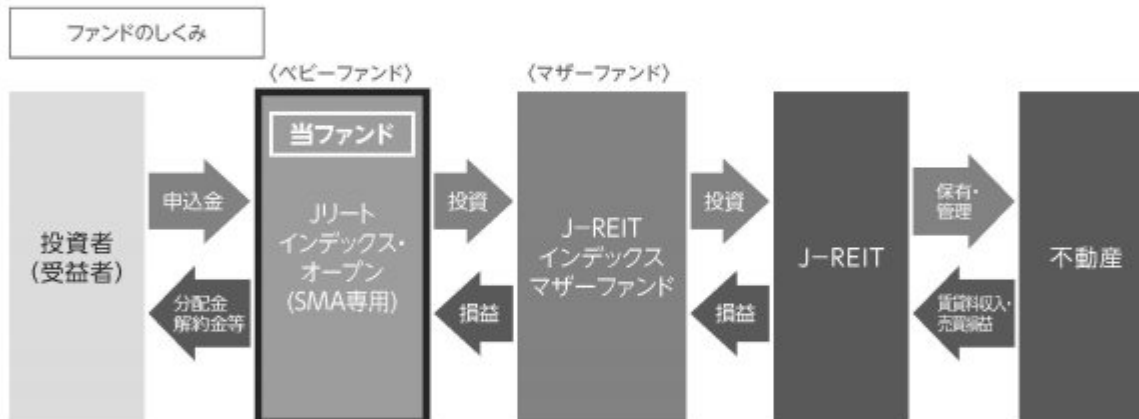 ファンドのしくみ
〈ベビーファンド〉
〈マザーファンド〉
投資者
(受益者)
申込金
分配金
解約金等
当ファンド
Jリート
インデックス・
オープン
(SMA専用)
投資
損益
J-REIT
インデックス
マザーファンド
投資
損益
J-REIT
保有・
管理
賃貸料収入・
売買損益
不動産